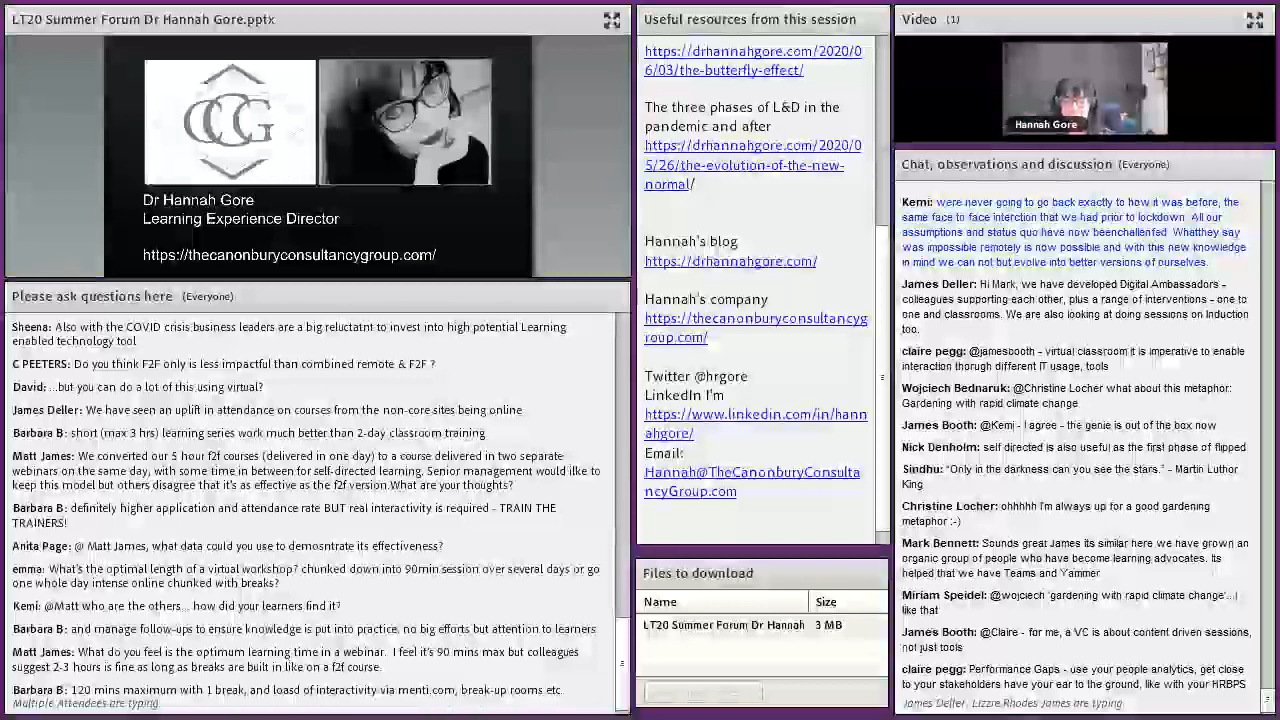 LT20 Summer Forum Dr Hannah Gore.pptx
CCG
Dr Hannah Gore
Learning Experience Director
https://thecanonburyconsultancygroup.com/
Please ask questions here (Everyone)
Sheena: Also with the COVID crisis business leaders are a big reluctatnt to invest into high potential Learning
enabled technology tool
C PEETERS: Do you think F2F only is less impactful than combined remote & F2F ?
David: ...but you can do a lot of this using virtual?
James Deller: We have seen an uplift in attendance on courses from the non-core sites being online
Barbara B: short (max 3 hrs) learning series work much better than 2-day classroom training
Matt James: We converted our 5 hour f2f courses (delivered in one day) to a course delivered in two separate
webinars on the same day, with some time in between for self-directed learning. Senior management would ilke to
keep this model but others disagree that it's as effective as the f2f version.What are your thoughts?
Barbara B: definitely higher application and attendance rate BUT real interactivity is required - TRAIN THE
TRAINERS!
Anita Page: @ Matt James, what data could you use to demosntrate its effectiveness?
emma: What's the optimal length of a virtual workshop? chunked down into 90min session over several days or go
one whole day intense online chunked with breaks?
Kemi: @Matt who are the others... how did your learners find it?
Barbara B: and manage follow-ups to ensure knowledge is put into practice, no big efforts but attention to learners
Matt James: What do you feel is the optimum learning time in a webinar. I feel it's 90 mins max but colleagues
suggest 2-3 hours is fine as long as breaks are built in like on a f2f course.
Barbara B: 120 mins maximum with 1 break, and loasd of interactivity via menti.com, break-up rooms etc.
Multiple Attendees are typing
Useful resources from this session
https://drhannahgore.com/2020/0
6/03/the-butterfly-effect/
The three phases of L&D in the
pandemic and after
https://drhannahgore.com/2020/0
5/26/the-evolution-of-the-new-
normal/
Hannah's blog
https://drhannahgore.com/
Hannah's company
https://thecanonburyconsultancyg
roup.com/
Twitter @hrgore
LinkedIn I'm
https://www.linkedin.com/in/hann
ahgore/
Email:
Hannah@TheCanonburyConsulta
ncyGroup.com
Files to download
Name Size
LT20 Summer Forum Dr Hannah 3 MB
Video (1)
Hannah Gore
Chat, observations and discussion (Everyone)
Kemi: were never going to go back exactly to how it was before, the
same face to face interction that we had prior to lockdown. All our
assumptions and status quo have now beenchallenfed. Whatthey say
was impossible remotely is now possible and with this new knowledge
in mind we can not but evolve into better versions of ourselves.
James Deller: Hi Mark, we have developed Digital Ambassadors -
colleagues supporting each other, plus a range of interventions - one to
one and classrooms. We are also looking at doing sessions on Induction
too.
claire pegg: @jamesbooth - virtual classroom it is imperative to enable
interaction thorugh different IT usage, tools
Wojciech Bednaruk: @Christine Locher what about this metaphor:
Gardening with rapid climate change
James Booth: @Kemi - I agree - the genie is out of the box now
Nick Denholm: self directed is also useful as the first phase of flipped
Sindhu: "Only in the darkness can you see the stars." - Martin Luthor
King
Christine Locher: ohhhhh I'm always up for a good gardening
metaphor :-)
Mark Bennett: Sounds great James its similar here we have grown an
organic group of people who have become learning advocates. Its
helped that we have Teams and Yammer
Miriam Speidel: @wojciech 'gardening with rapid climate change'...I
like that
James Booth: @Claire - for me, a VC is about content driven sessions,
not just tools
claire pegg: Performance Gaps - use your people analytics, get close
to your stakeholders have your ear to the ground, like with your HRBPS
James Deller, Lizzie Rhodes James are typing